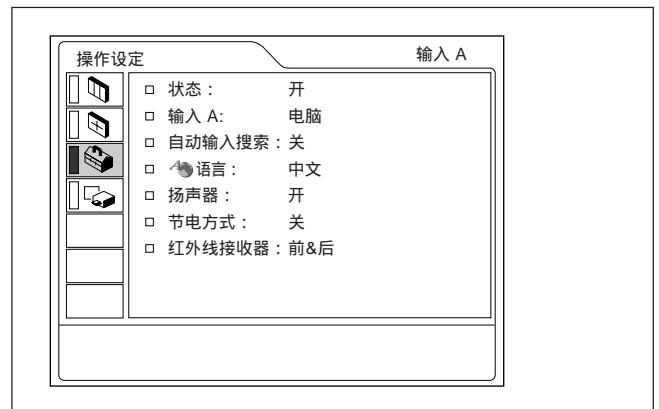 操作设定 输入 A
状态：开
输入 A: 电脑
自动输入搜索：关
语言：中文
扬声器：开
节电方式：关
红外线接收器：前&后